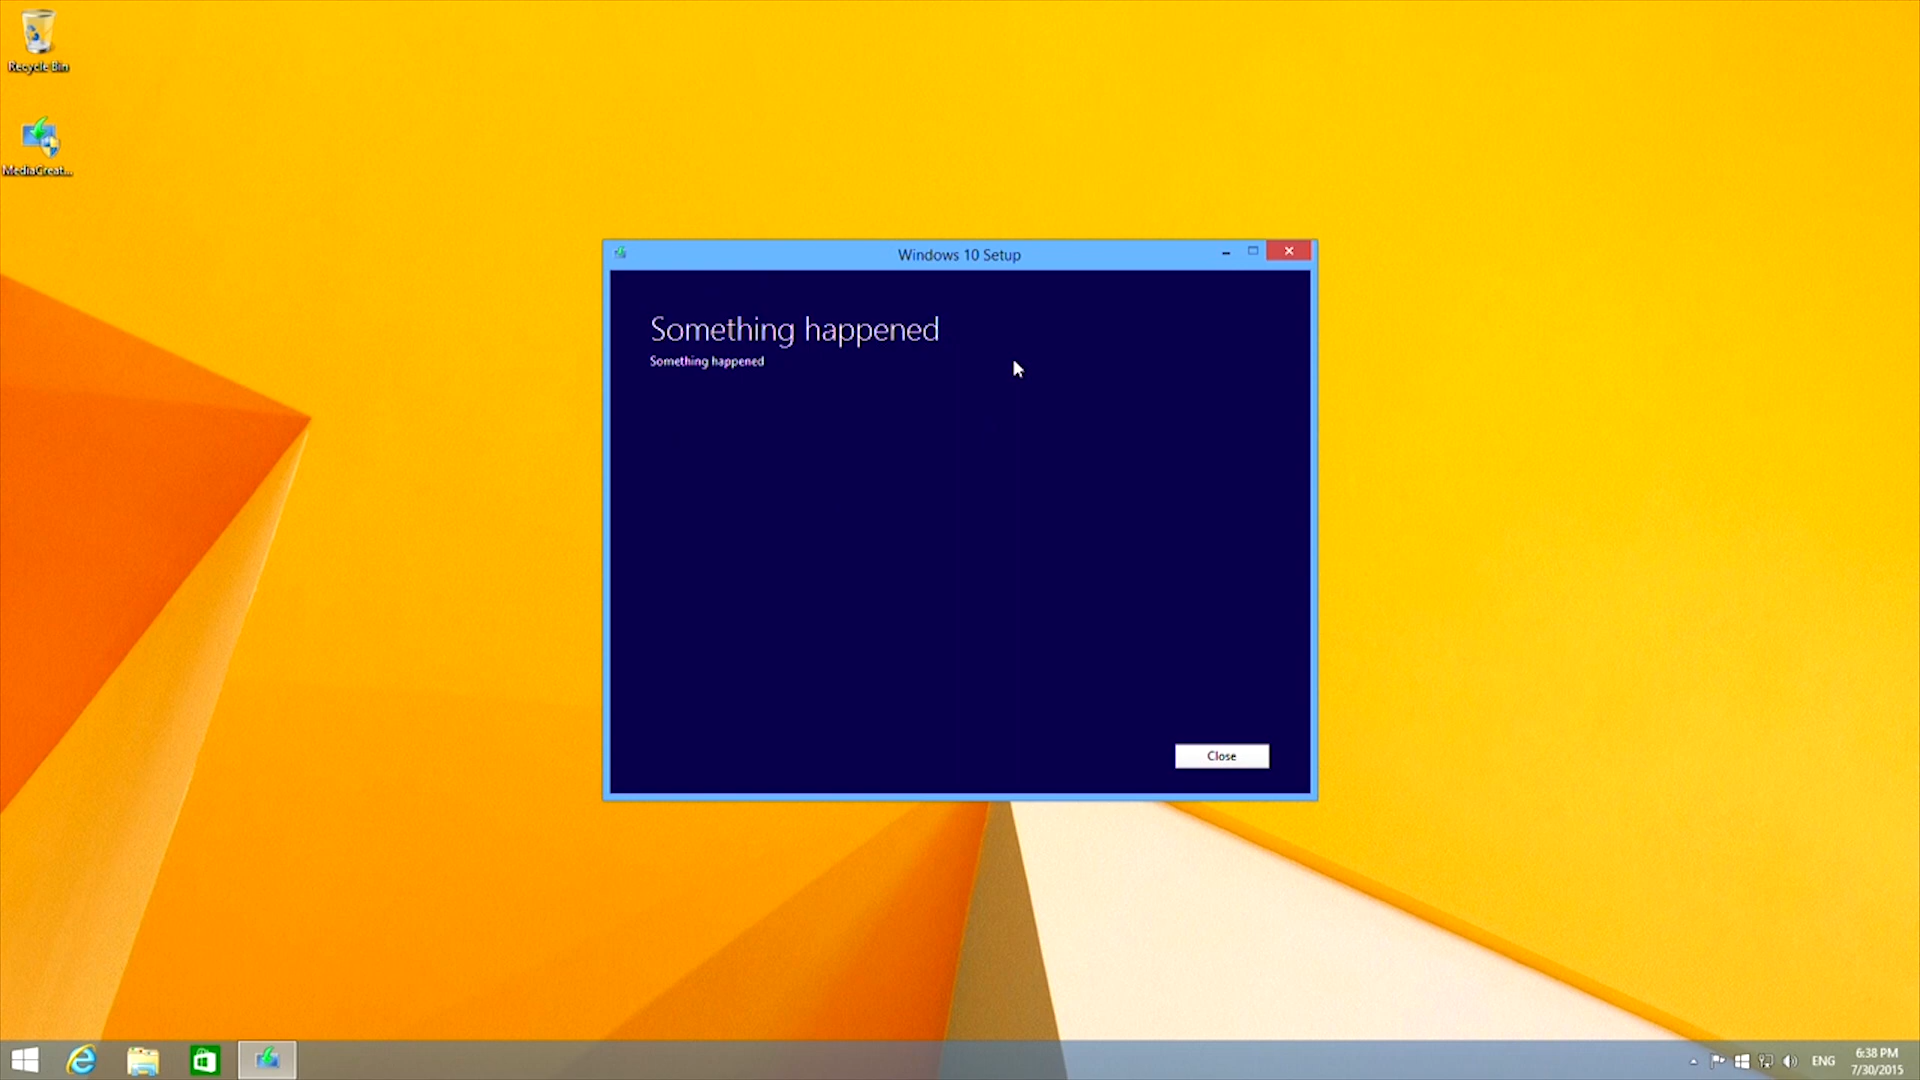 Recycle Bin
MediaCreat...
Windows 10 Setup
Something happened
Something happened
Close
ENG
6:38 PM
7/30/2015